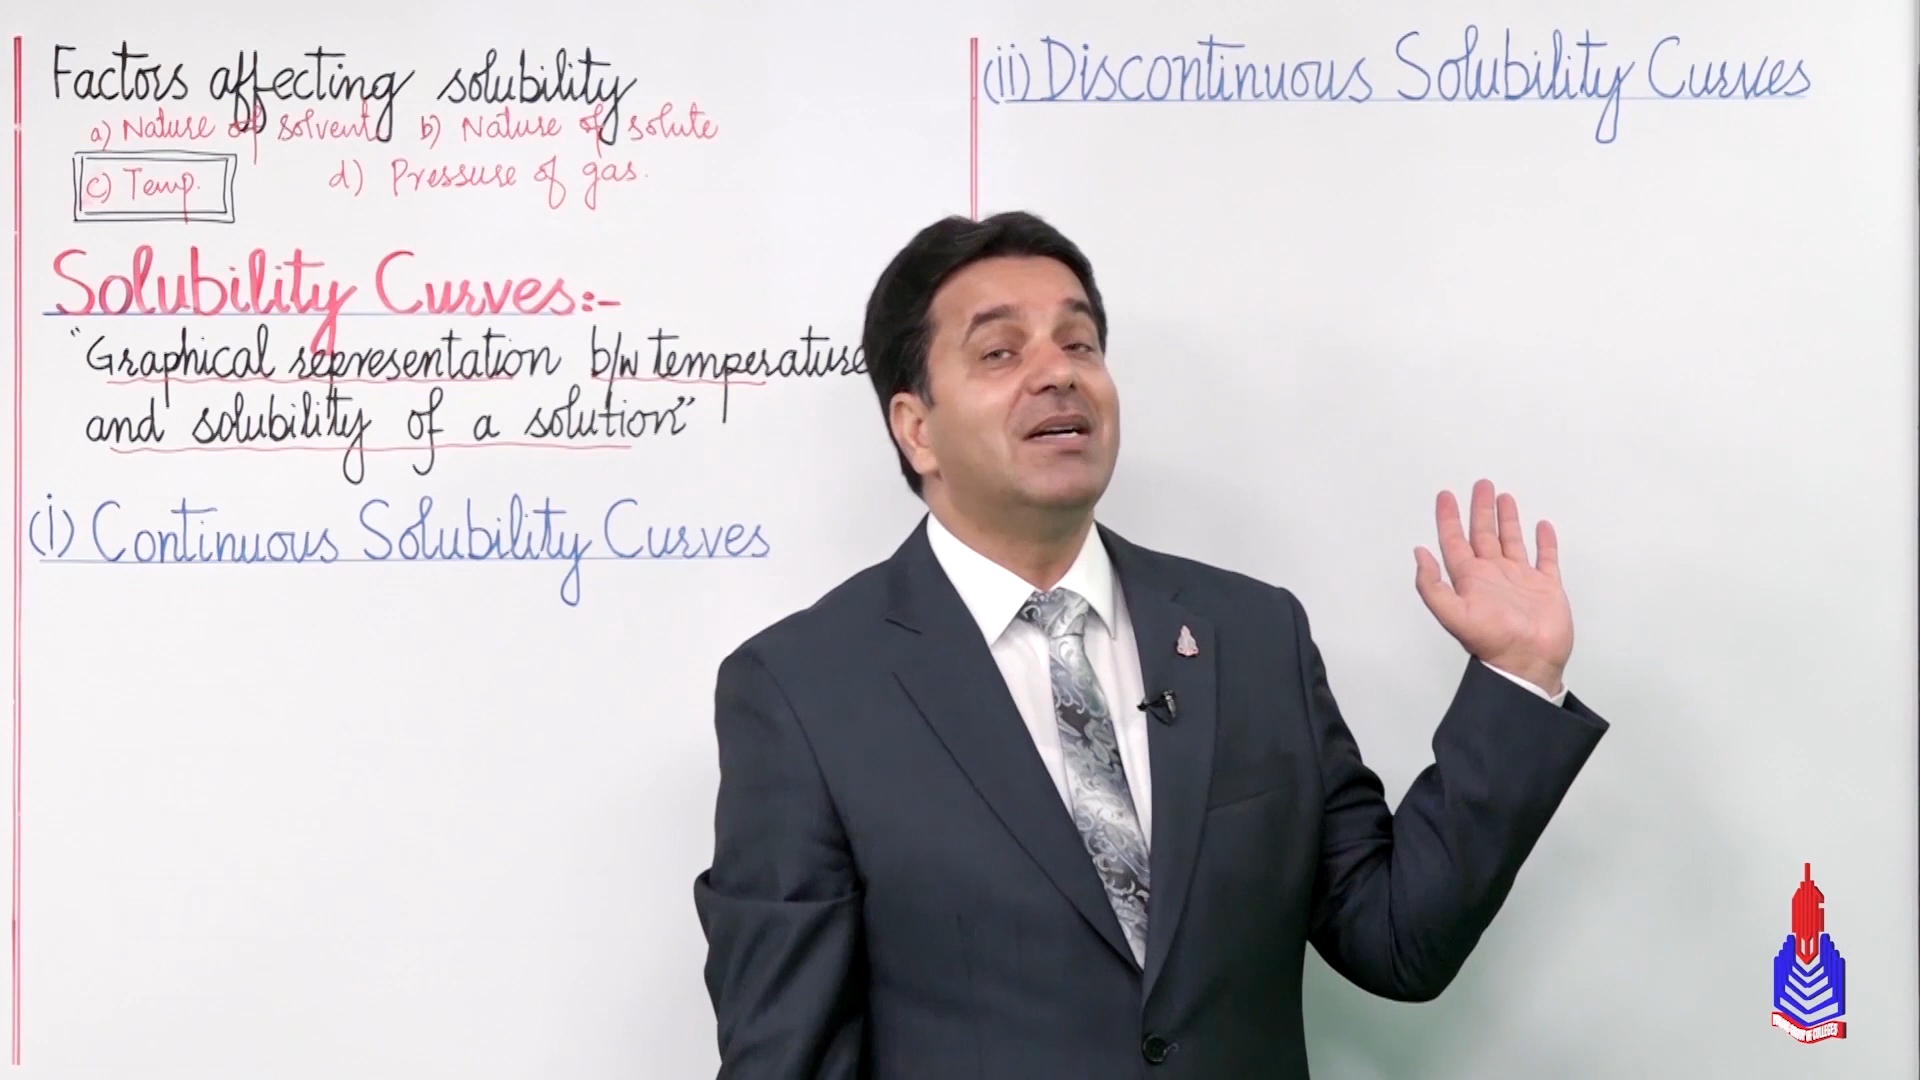 Factors affecting solubility
a) Nature of solvent b) Nature of solute
c) Temp. d) Pressure of gas.
Solubility Curves:-
"Graphical representation b/w temperature
and solubility of a solution"
(i) Continuous Solubility Curves
(ii) Discontinuous Solubility Curves